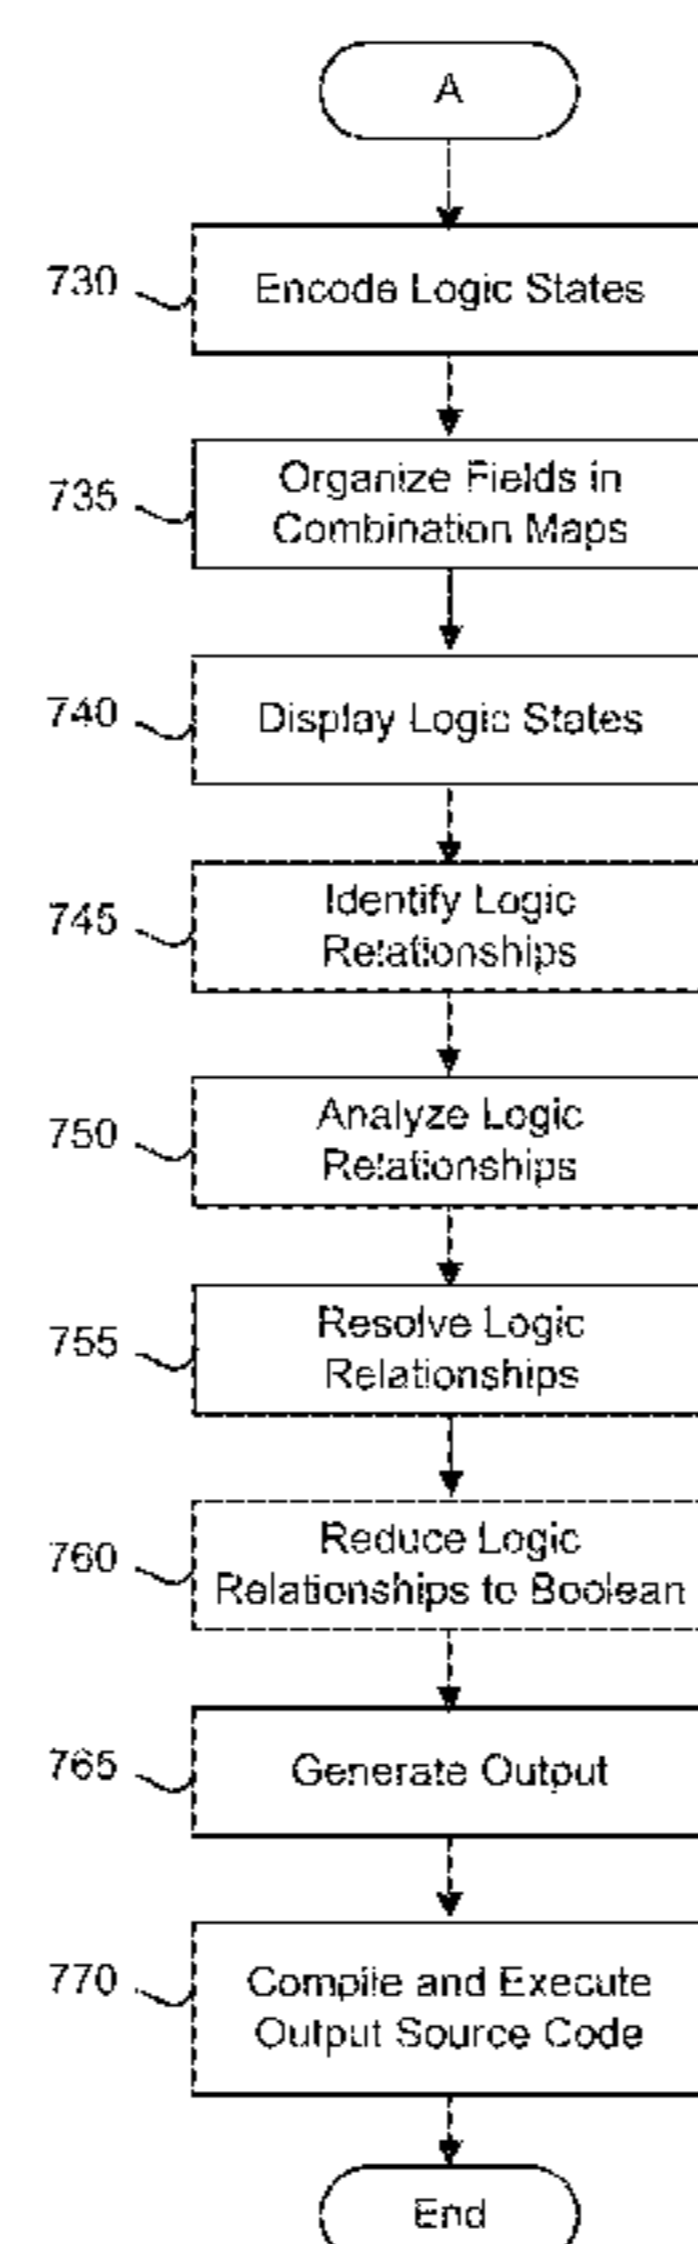 A
730
Encode Logic States
735
Organize Fields in
Combination Maps
740
Display Logic States
745
Identify Logic
Relationships
750
Analyze Logic
Relationships
755
Resolve Logic
Relationships
760
Reduce Logic
Relationships to Boolean
765
Generate Output
770
Compile and Execute
Output Source Code
End